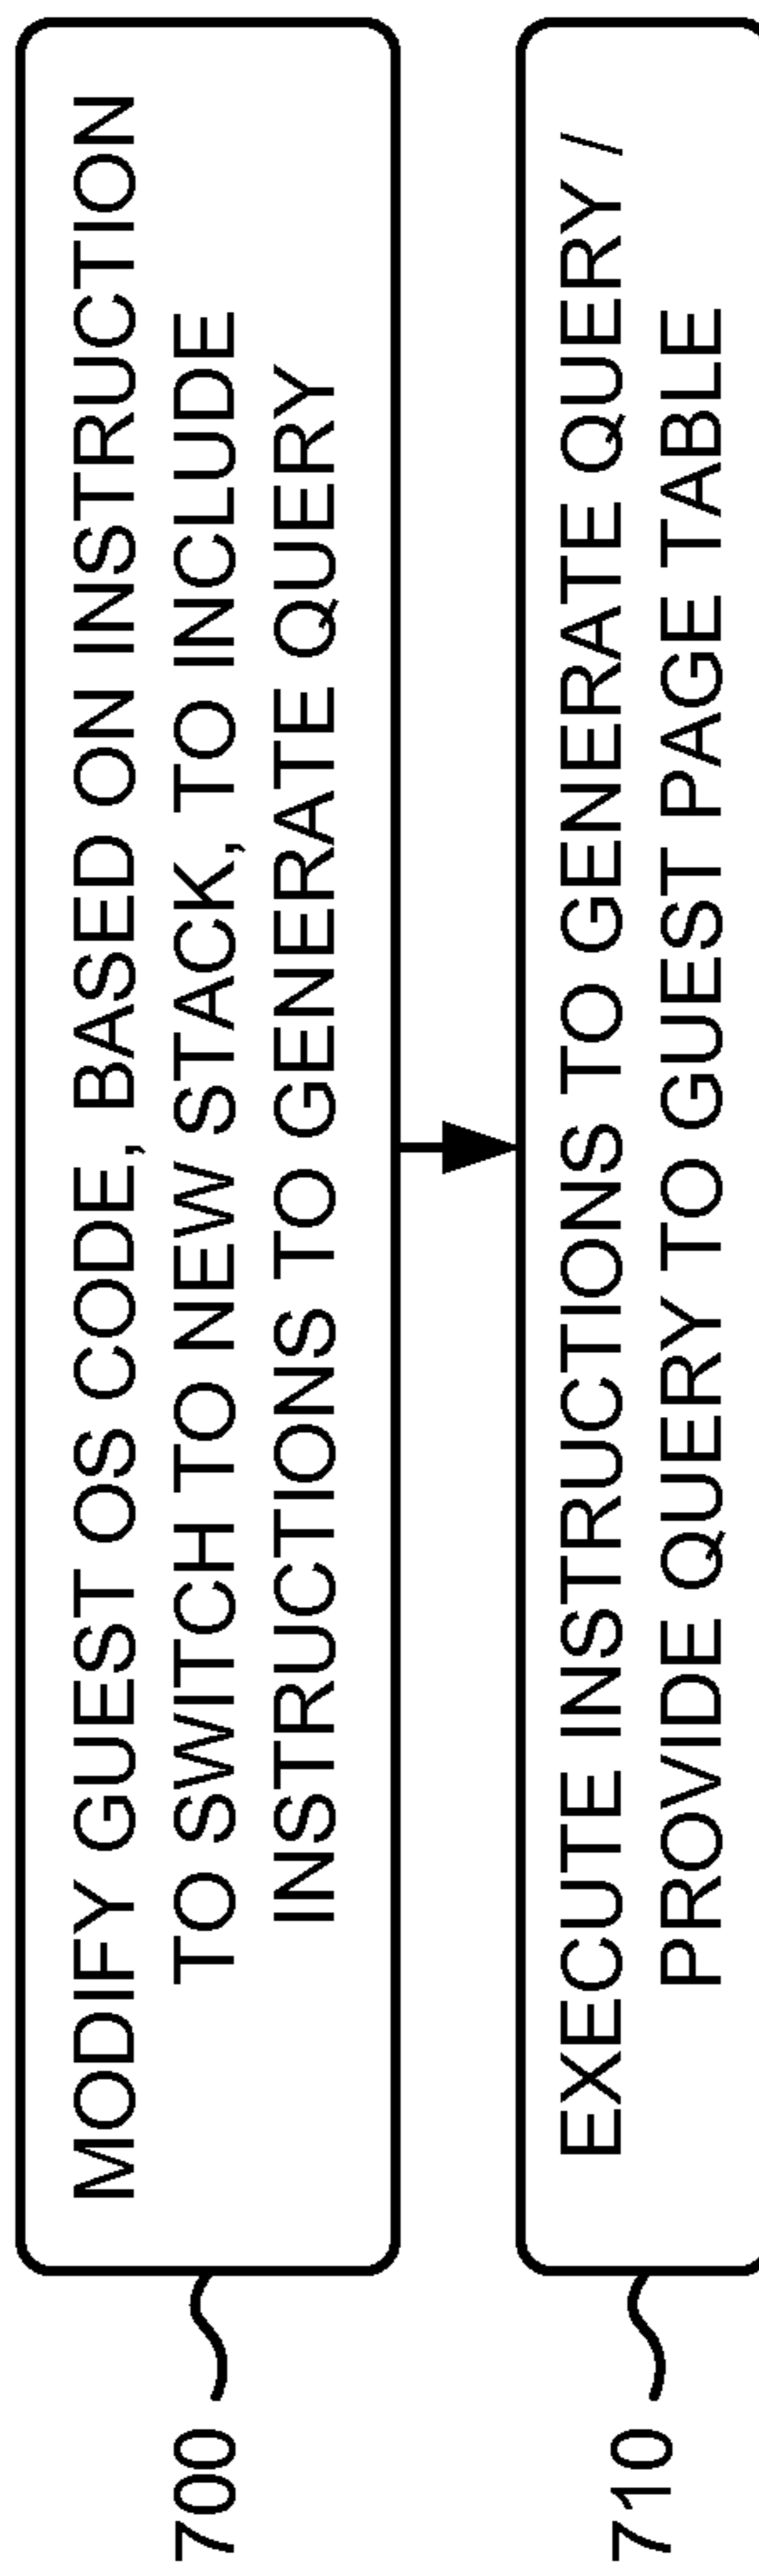 700
MODIFY GUEST OS CODE, BASED ON INSTRUCTION
TO SWITCH TO NEW STACK, TO INCLUDE
INSTRUCTIONS TO GENERATE QUERY
710
EXECUTE INSTRUCTIONS TO GENERATE QUERY /
PROVIDE QUERY TO GUEST PAGE TABLE